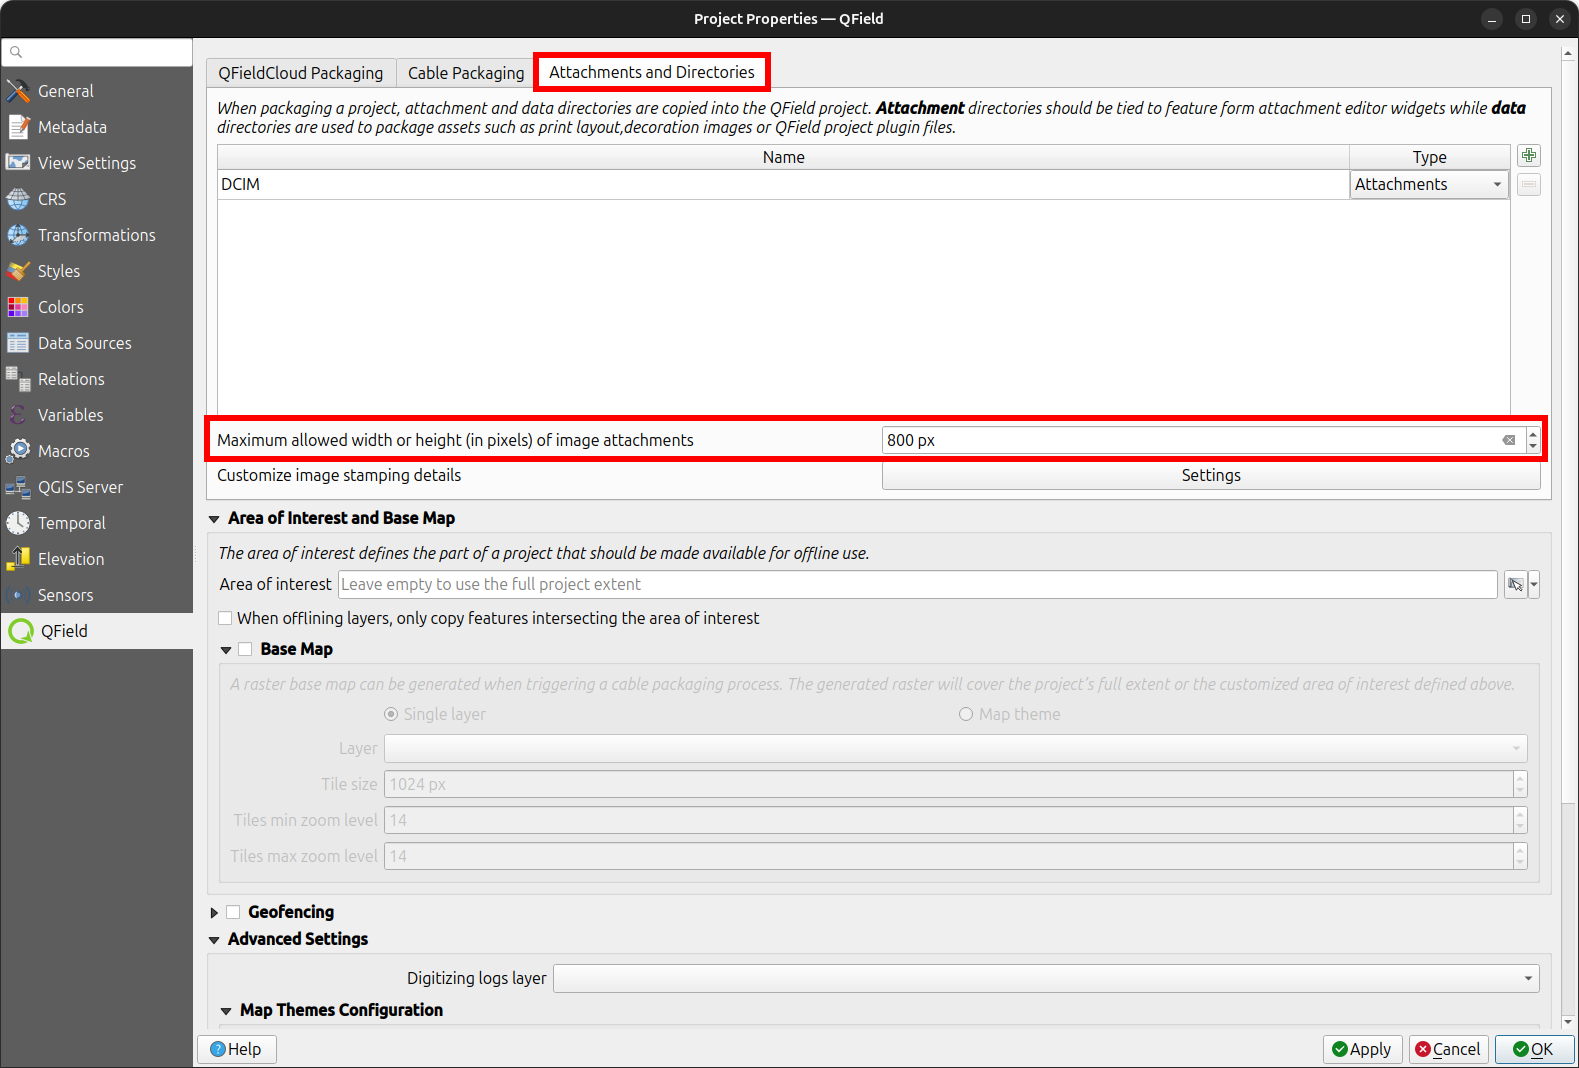 Project Properties — QField
General
Metadata
View Settings
CRS
Transformations
Styles
Colors
Data Sources
Relations
Variables
Macros
QGIS Server
Temporal
Elevation
Sensors
QField
QFieldCloud Packaging
Cable Packaging
Attachments and Directories
When packaging a project, attachment and data directories are copied into the QField project. Attachment directories should be tied to feature form attachment editor widgets while data
directories are used to package assets such as print layout,decoration images or QField project plugin files.
Name Type
DCIM Attachments
Maximum allowed width or height (in pixels) of image attachments 800 px
Customize image stamping details Settings
Area of Interest and Base Map
The area of interest defines the part of a project that should be made available for offline use.
Area of interest Leave empty to use the full project extent
When offlining layers, only copy features intersecting the area of interest
Base Map
A raster base map can be generated when triggering a cable packaging process. The generated raster will cover the project's full extent or the customized area of interest defined above.
Single layer Map theme
Layer
Tile size 1024 px
Tiles min zoom level 14
Tiles max zoom level 14
Geofencing
Advanced Settings
Digitizing logs layer
Map Themes Configuration
Help Apply Cancel OK